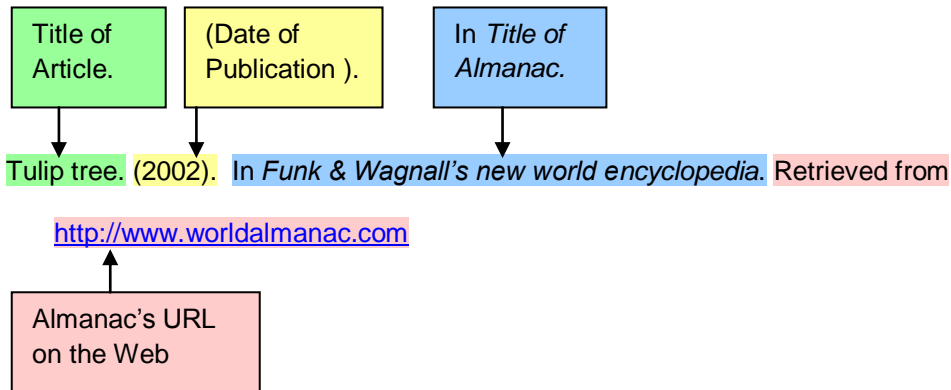 Title of
Article.
(Date of
Publication ).
In Title of
Almanac.
Tulip tree. (2002). In Funk & Wagnall’s new world encyclopedia. Retrieved from
http://www.worldalmanac.com
Almanac’s URL
on the Web